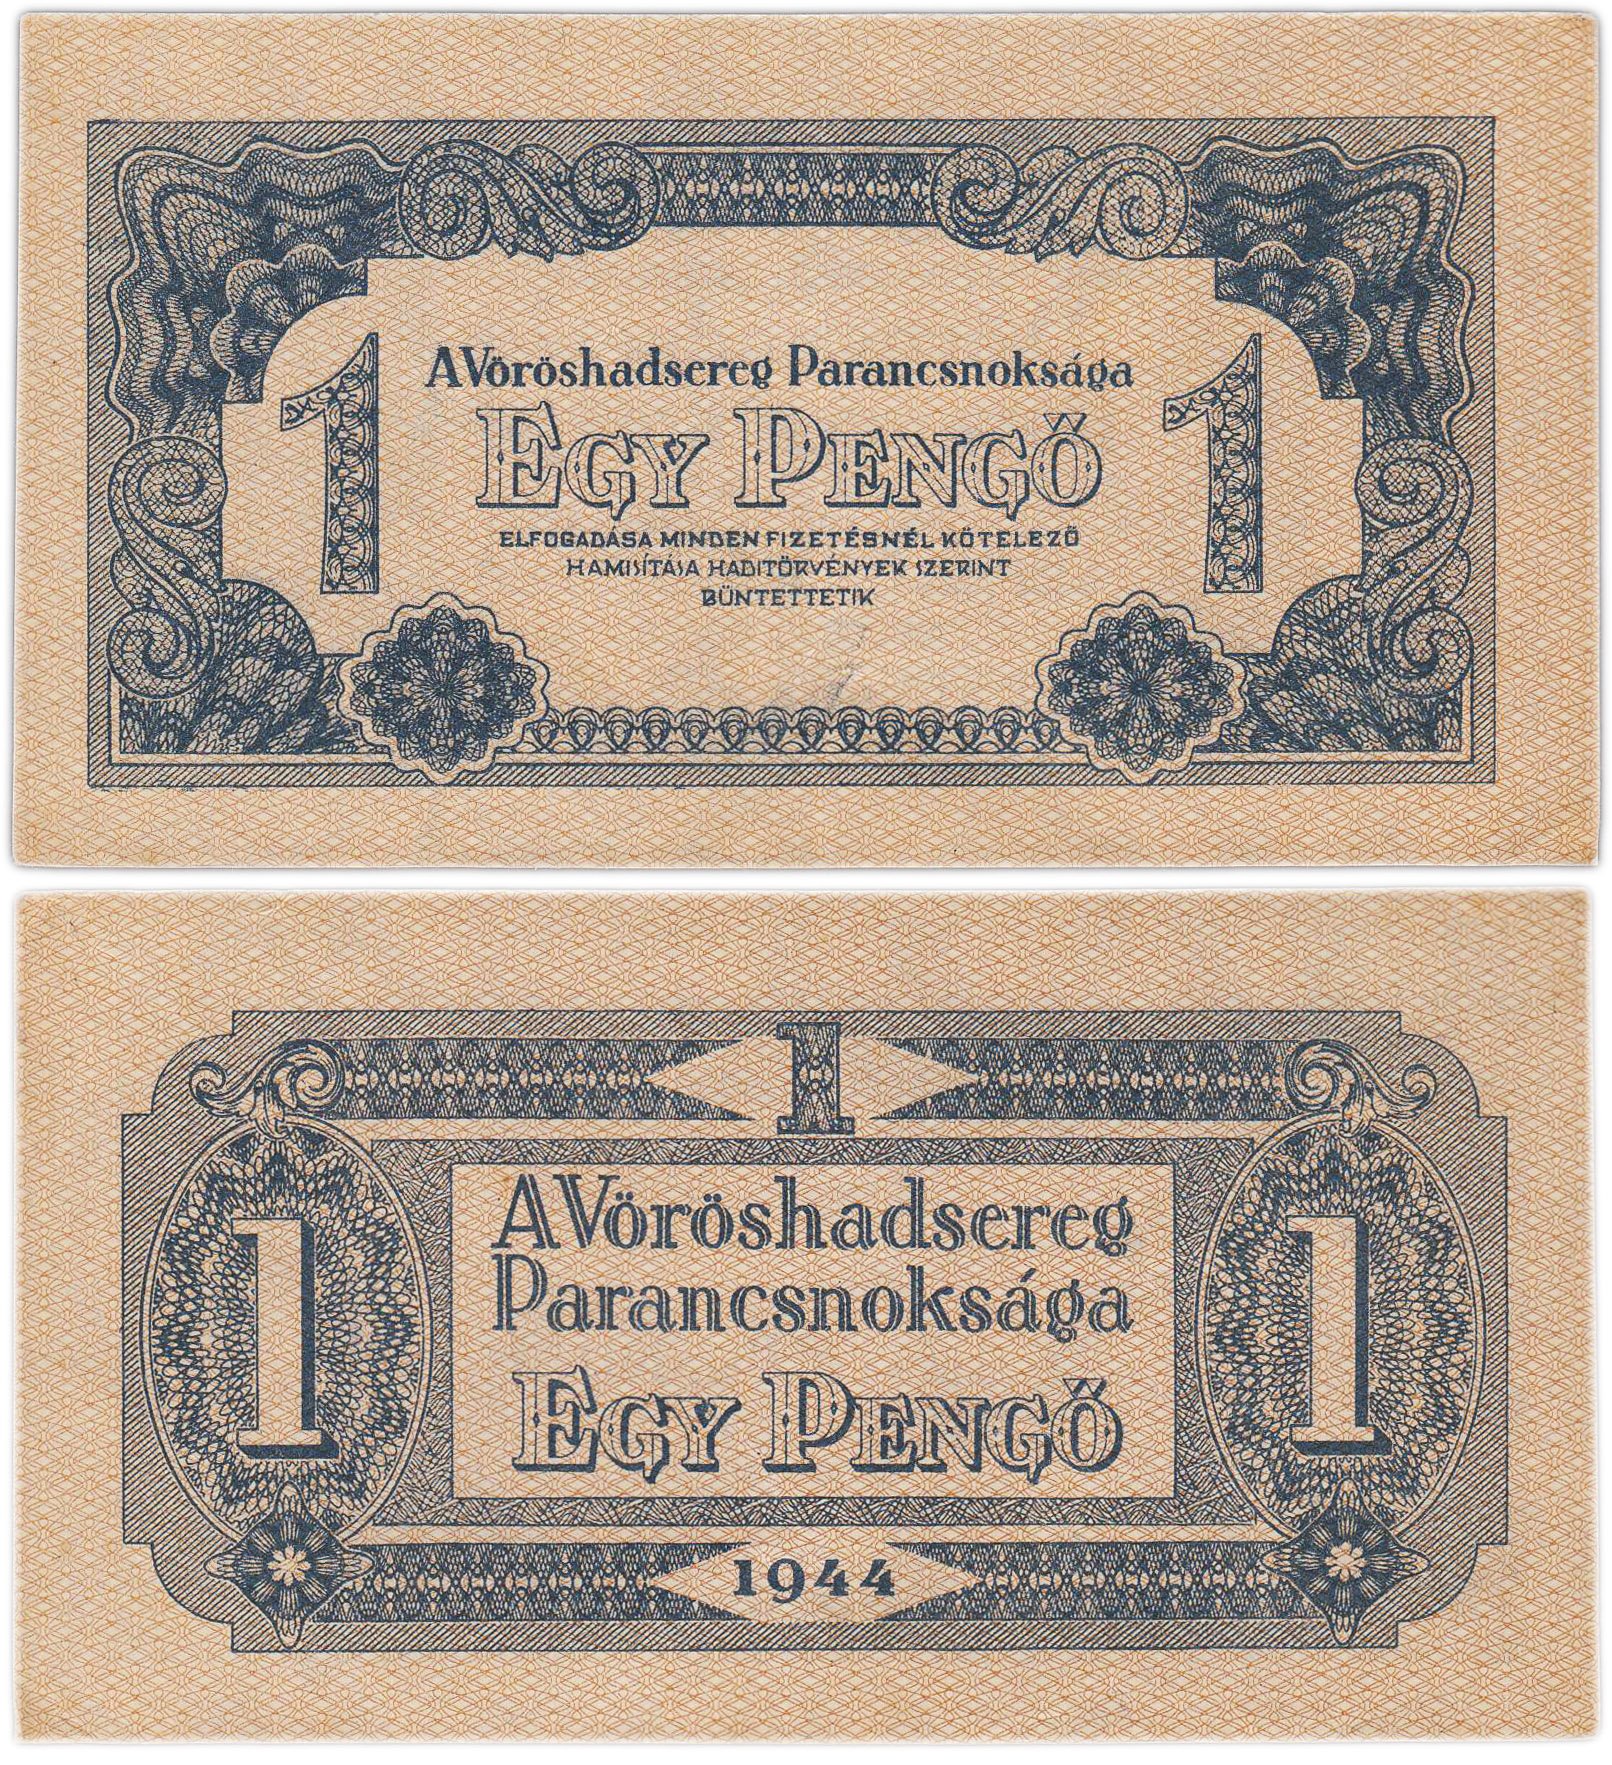 A Vöröshadsereg Parancsnoksága
1 EGY PENGŐ 1
ELFOGADÁSA MINDEN FIZETÉSNÉL KÖTELEZŐ
HAMISÍTÁSA HADITÖRVÉNYEK SZERINT
BÜNTETTETIK
1
A Vöröshadsereg
Parancsnoksága
1 EGY PENGŐ 1
1944